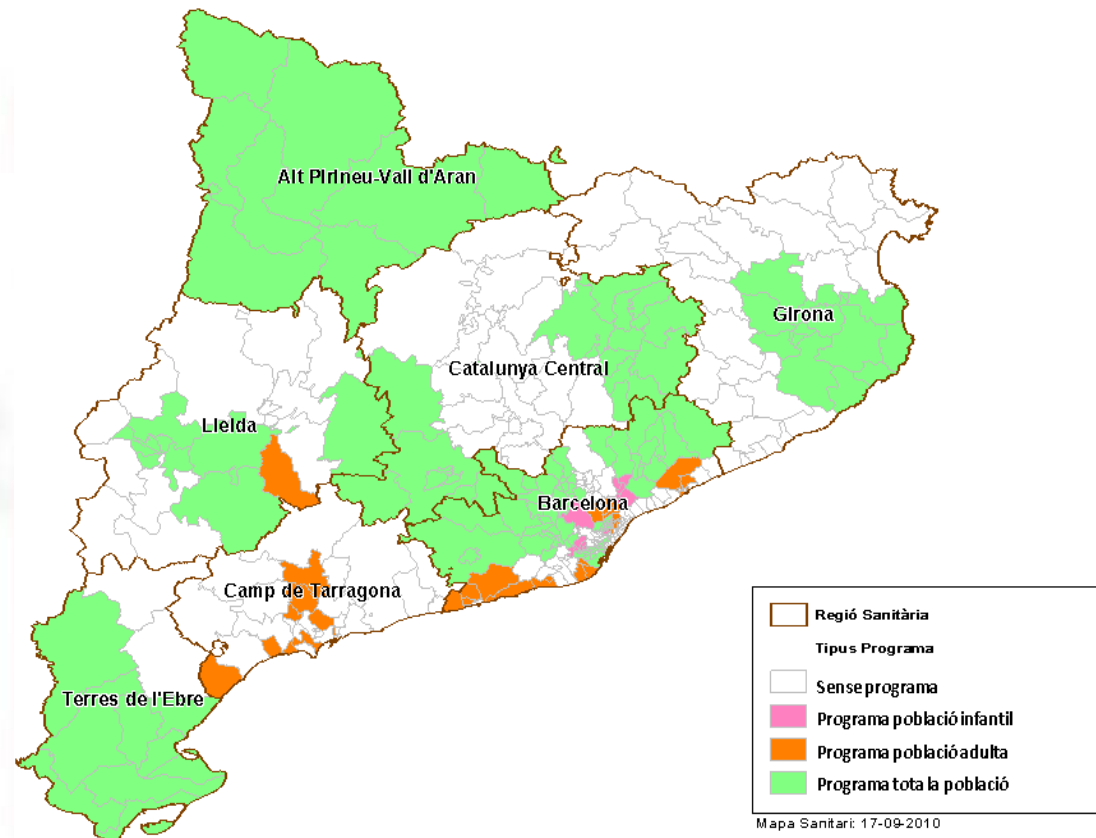 Alt Pirineu-Vall d'Aran
Girona
Catalunya Central
Lleida
Barcelona
Camp de Tarragona
Terres de l'Ebre
Regió Sanitària
Tipus Programa
Sense programa
Programa població infantil
Programa població adulta
Programa tota la població
Mapa Sanitari: 17-09-2010